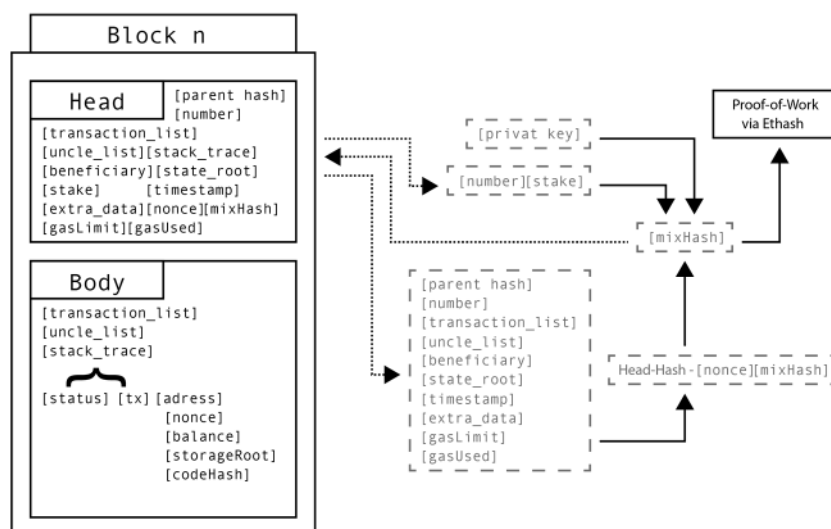 Block n
Head
[parent hash]
[number]
[transaction_list]
[uncle_list][stack_trace]
[beneficiary][state_root]
[stake] [timestamp]
[extra_data][nonce][mixHash]
[gasLimit][gasUsed]
Body
[transaction_list]
[uncle_list]
[stack_trace]
[status] [tx] [adress]
[nonce]
[balance]
[storageRoot]
[codeHash]
[privat key]
[number][stake]
[mixHash]
Proof-of-Work
via Ethash
[parent hash]
[number]
[transaction_list]
[uncle_list]
[beneficiary]
[state_root]
[timestamp]
[extra_data]
[gasLimit]
[gasUsed]
Head-Hash - [nonce][mixHash]